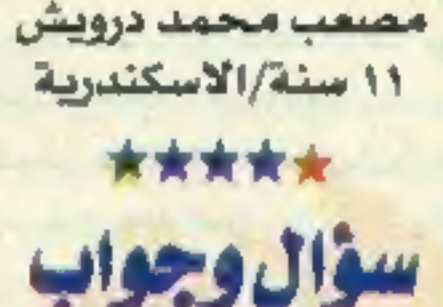 مصعب محمد درويش
١١ سنة/الاسكندرية
سؤال وجواب